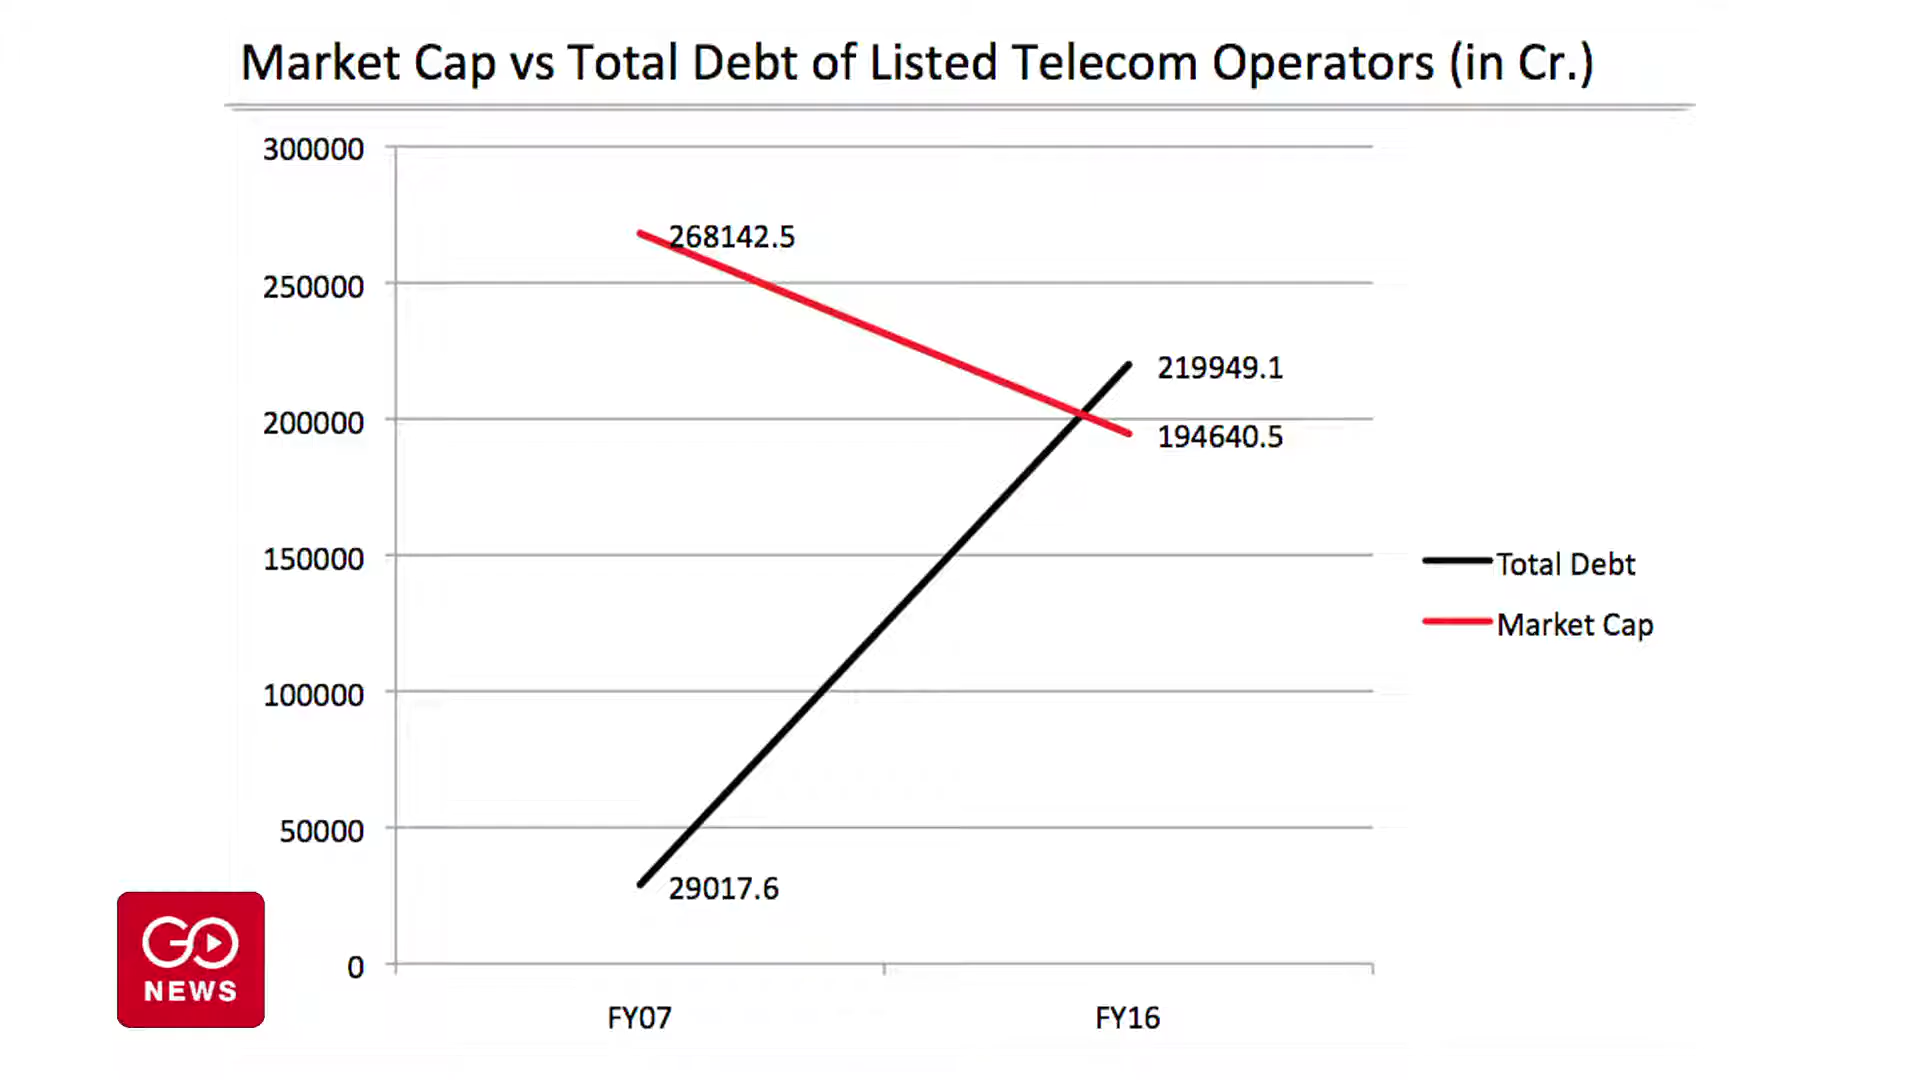 Market Cap vs Total Debt of Listed Telecom Operators (in Cr.)
300000
268142.5
250000
219949.1
200000
194640.5
150000
Total Debt
Market Cap
100000
50000
29017.6
0
FY07
FY16
GO
NEWS